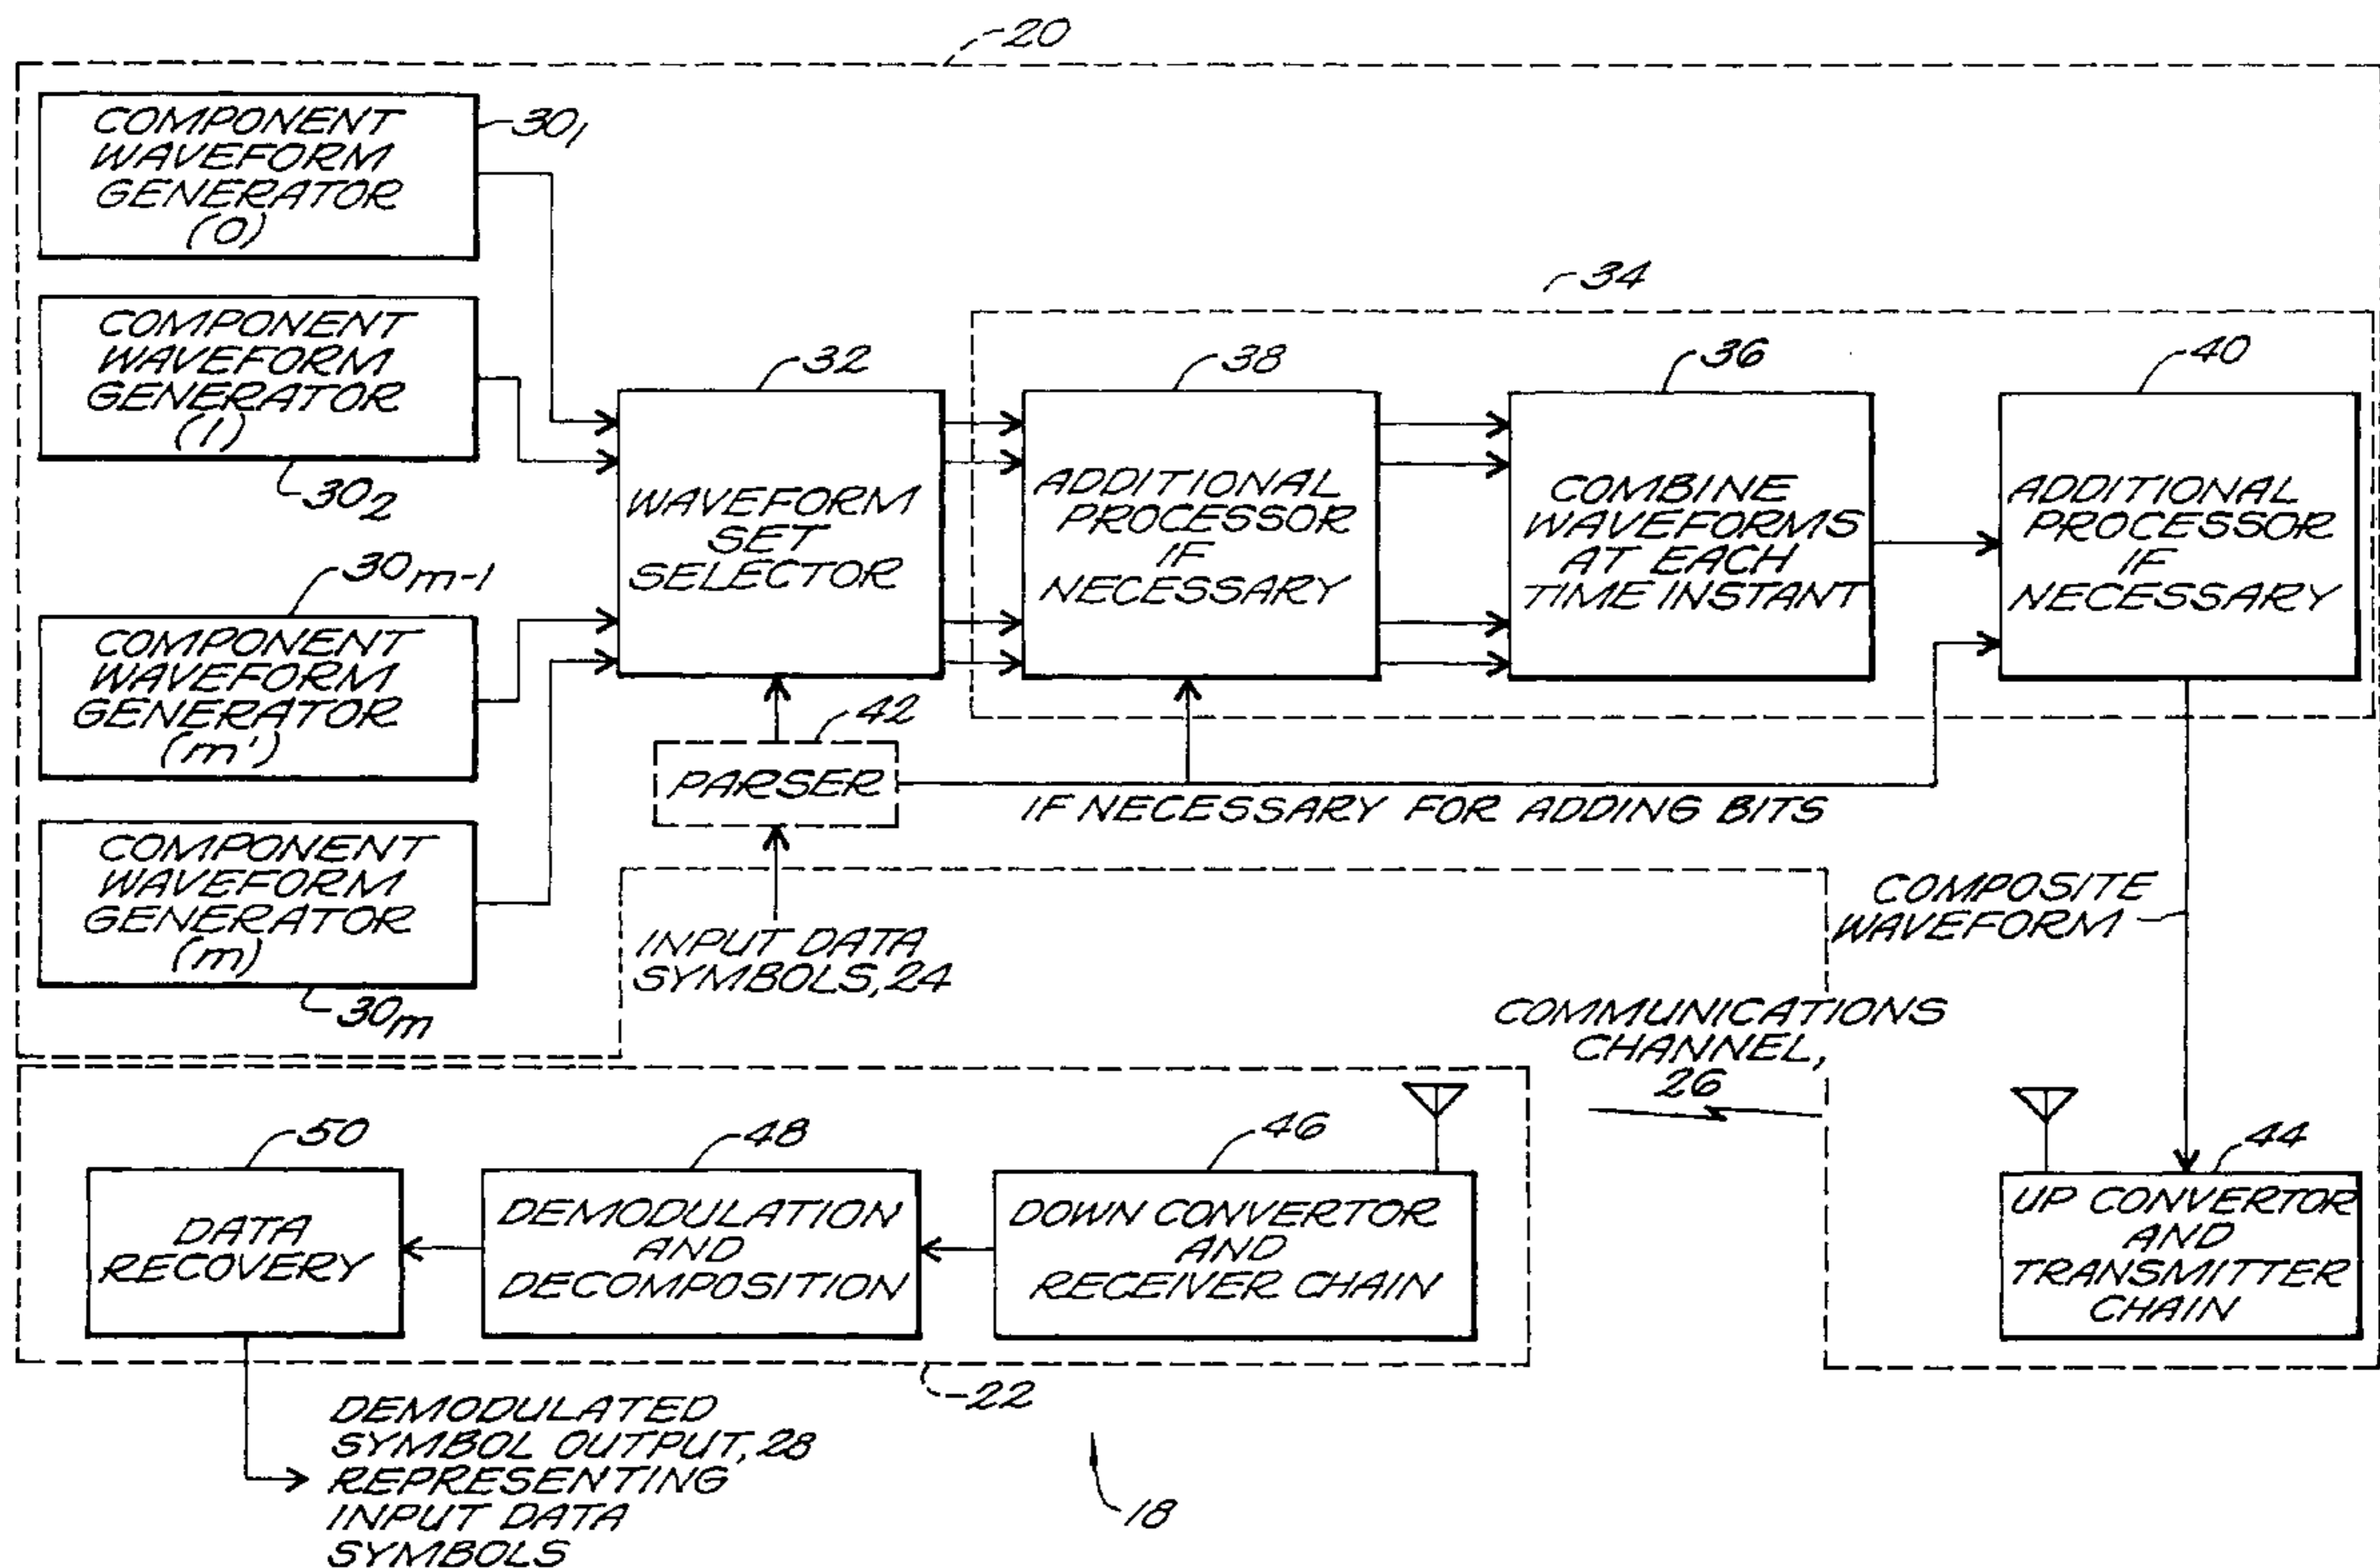 20
COMPONENT
WAVEFORM
GENERATOR
(0)
30₁
COMPONENT
WAVEFORM
GENERATOR
(1)
30₂
30m-1
COMPONENT
WAVEFORM
GENERATOR
(m')
COMPONENT
WAVEFORM
GENERATOR
(m)
30m
32
WAVEFORM
SET
SELECTOR
34
38
ADDITIONAL
PROCESSOR
IF
NECESSARY
36
COMBINE
WAVEFORMS
AT EACH
TIME INSTANT
40
ADDITIONAL
PROCESSOR
IF
NECESSARY
42
PARSER
IF NECESSARY FOR ADDING BITS
INPUT DATA
SYMBOLS, 24
COMPOSITE
WAVEFORM
COMMUNICATIONS
CHANNEL,
26
44
UP CONVERTOR
AND
TRANSMITTER
CHAIN
46
DOWN CONVERTOR
AND
RECEIVER CHAIN
48
DEMODULATION
AND
DECOMPOSITION
50
DATA
RECOVERY
22
DEMODULATED
SYMBOL OUTPUT, 28
REPRESENTING
INPUT DATA
SYMBOLS
18